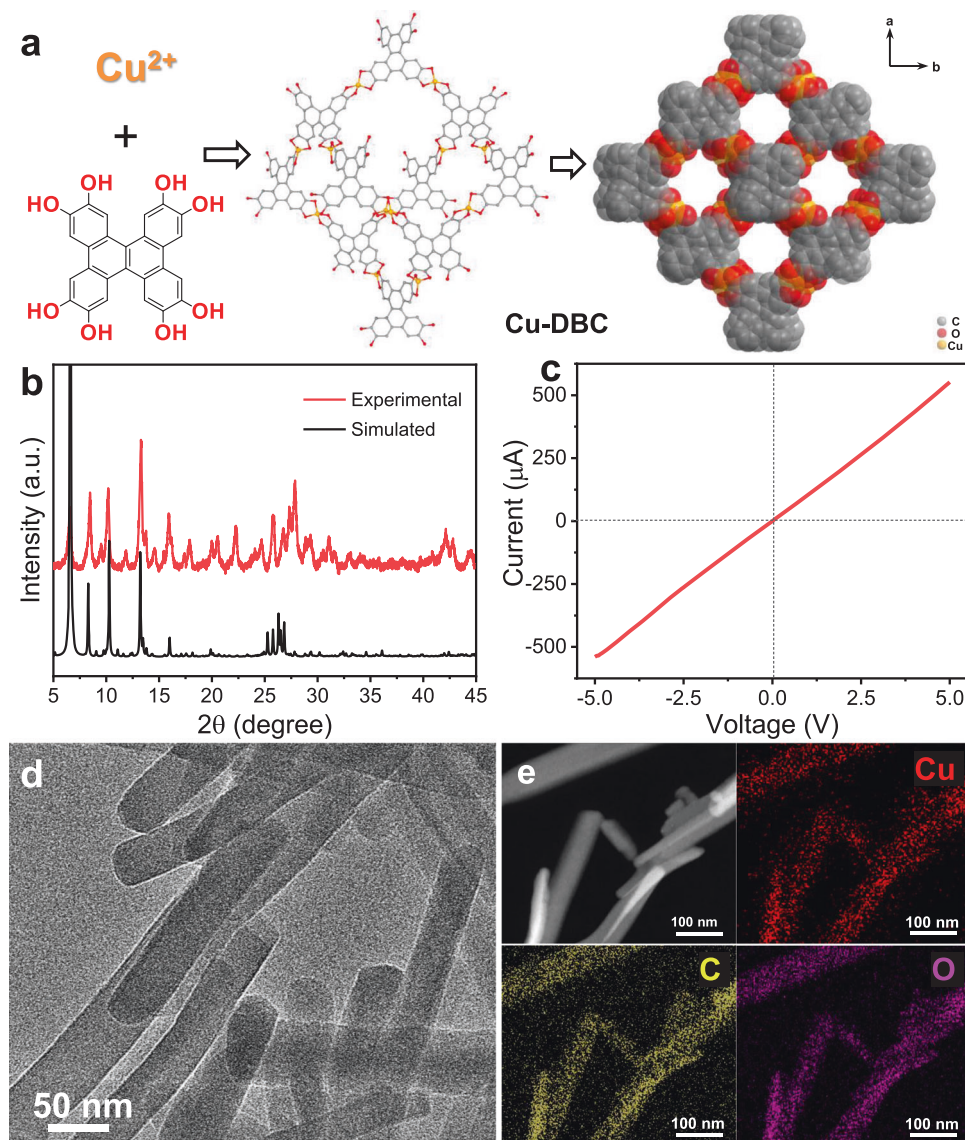 a
Cu²⁺
+
OH OH
HO OH
HO OH
OH OH
Cu-DBC
a
b
C
O
Cu
b
Experimental
Simulated
Intensity (a.u.)
5 10 15 20 25 30 35 40 45
2θ (degree)
c
500
250
0
-250
-500
Current (μA)
-5.0 -2.5 0.0 2.5 5.0
Voltage (V)
d
50 nm
e
100 nm
Cu
100 nm
C
100 nm
O
100 nm